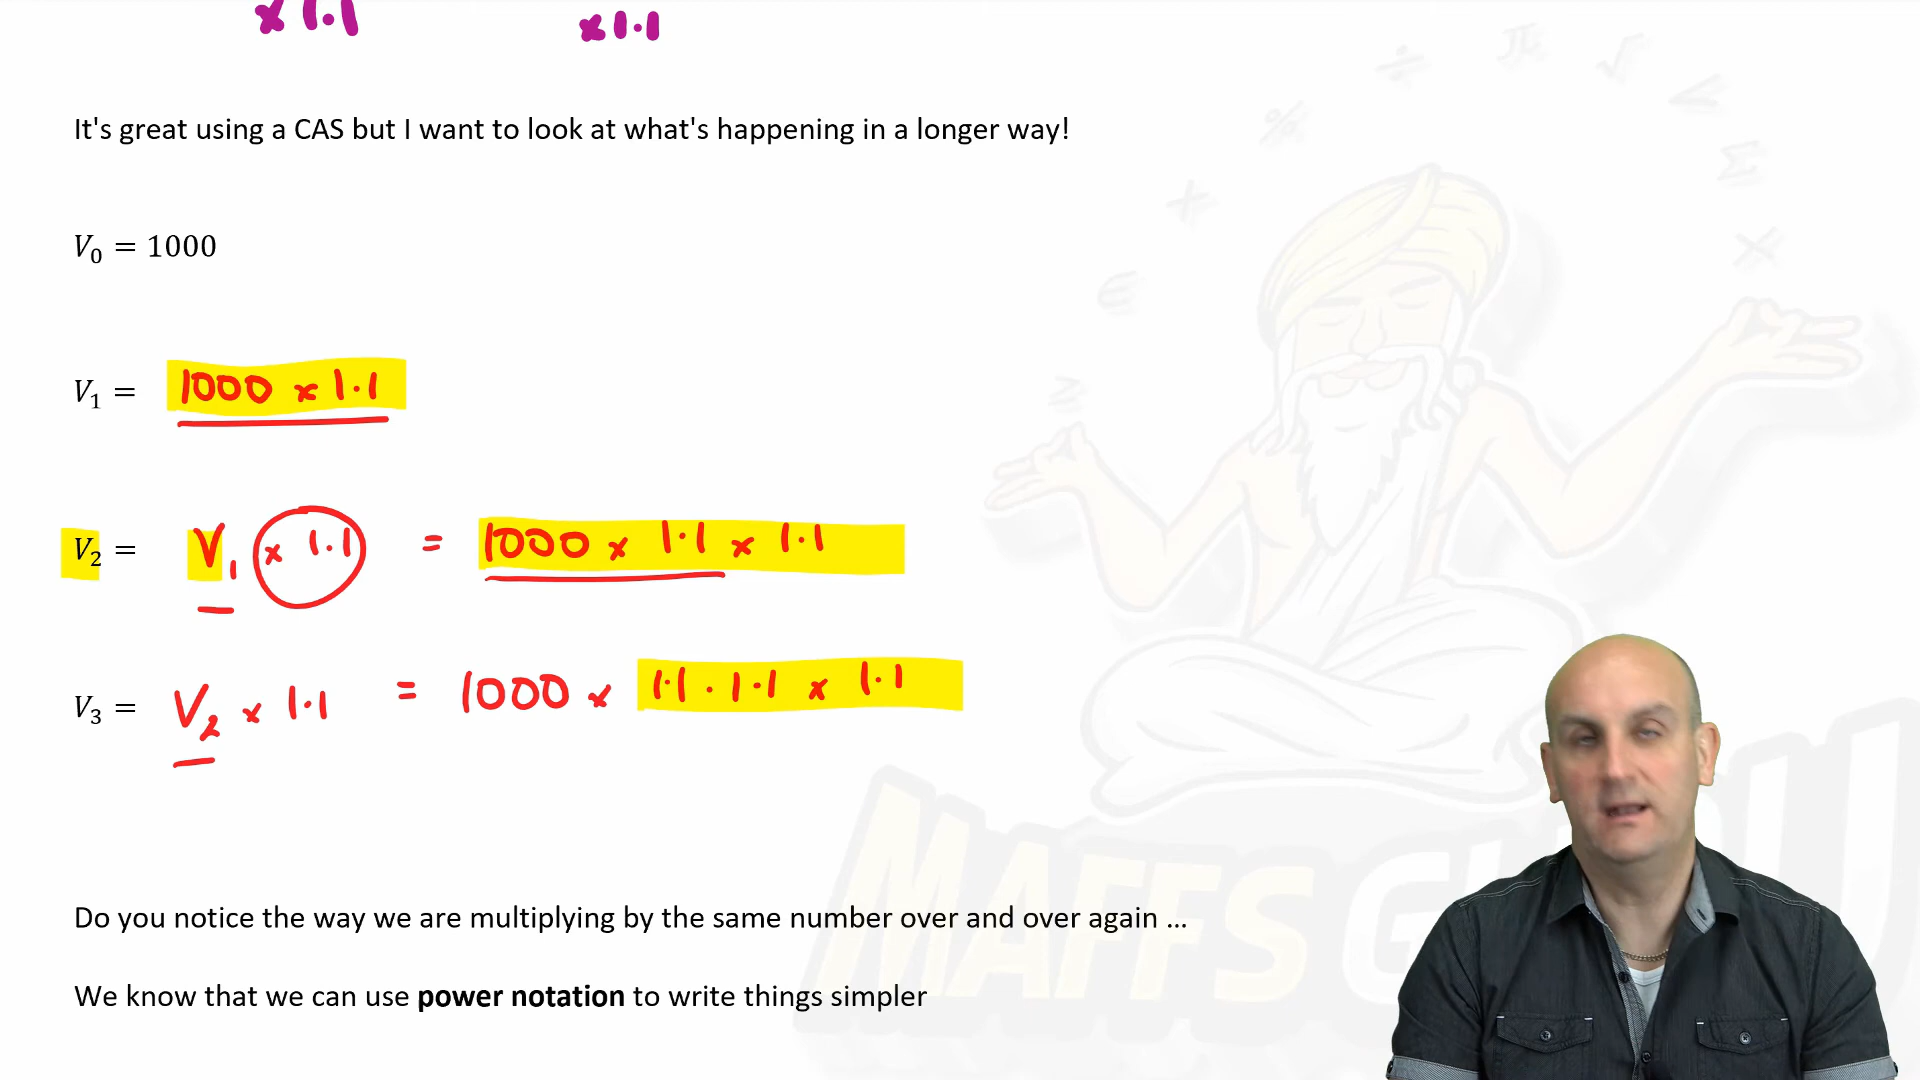 × 1.1 × 1.1
It's great using a CAS but I want to look at what's happening in a longer way!
V₀ = 1000
V₁ = 1000 × 1.1
V₂ = V₁ × 1.1 = 1000 × 1.1 × 1.1
V₃ = V₂ × 1.1 = 1000 × 1.1 · 1.1 × 1.1
Do you notice the way we are multiplying by the same number over and over again ...
We know that we can use power notation to write things simpler